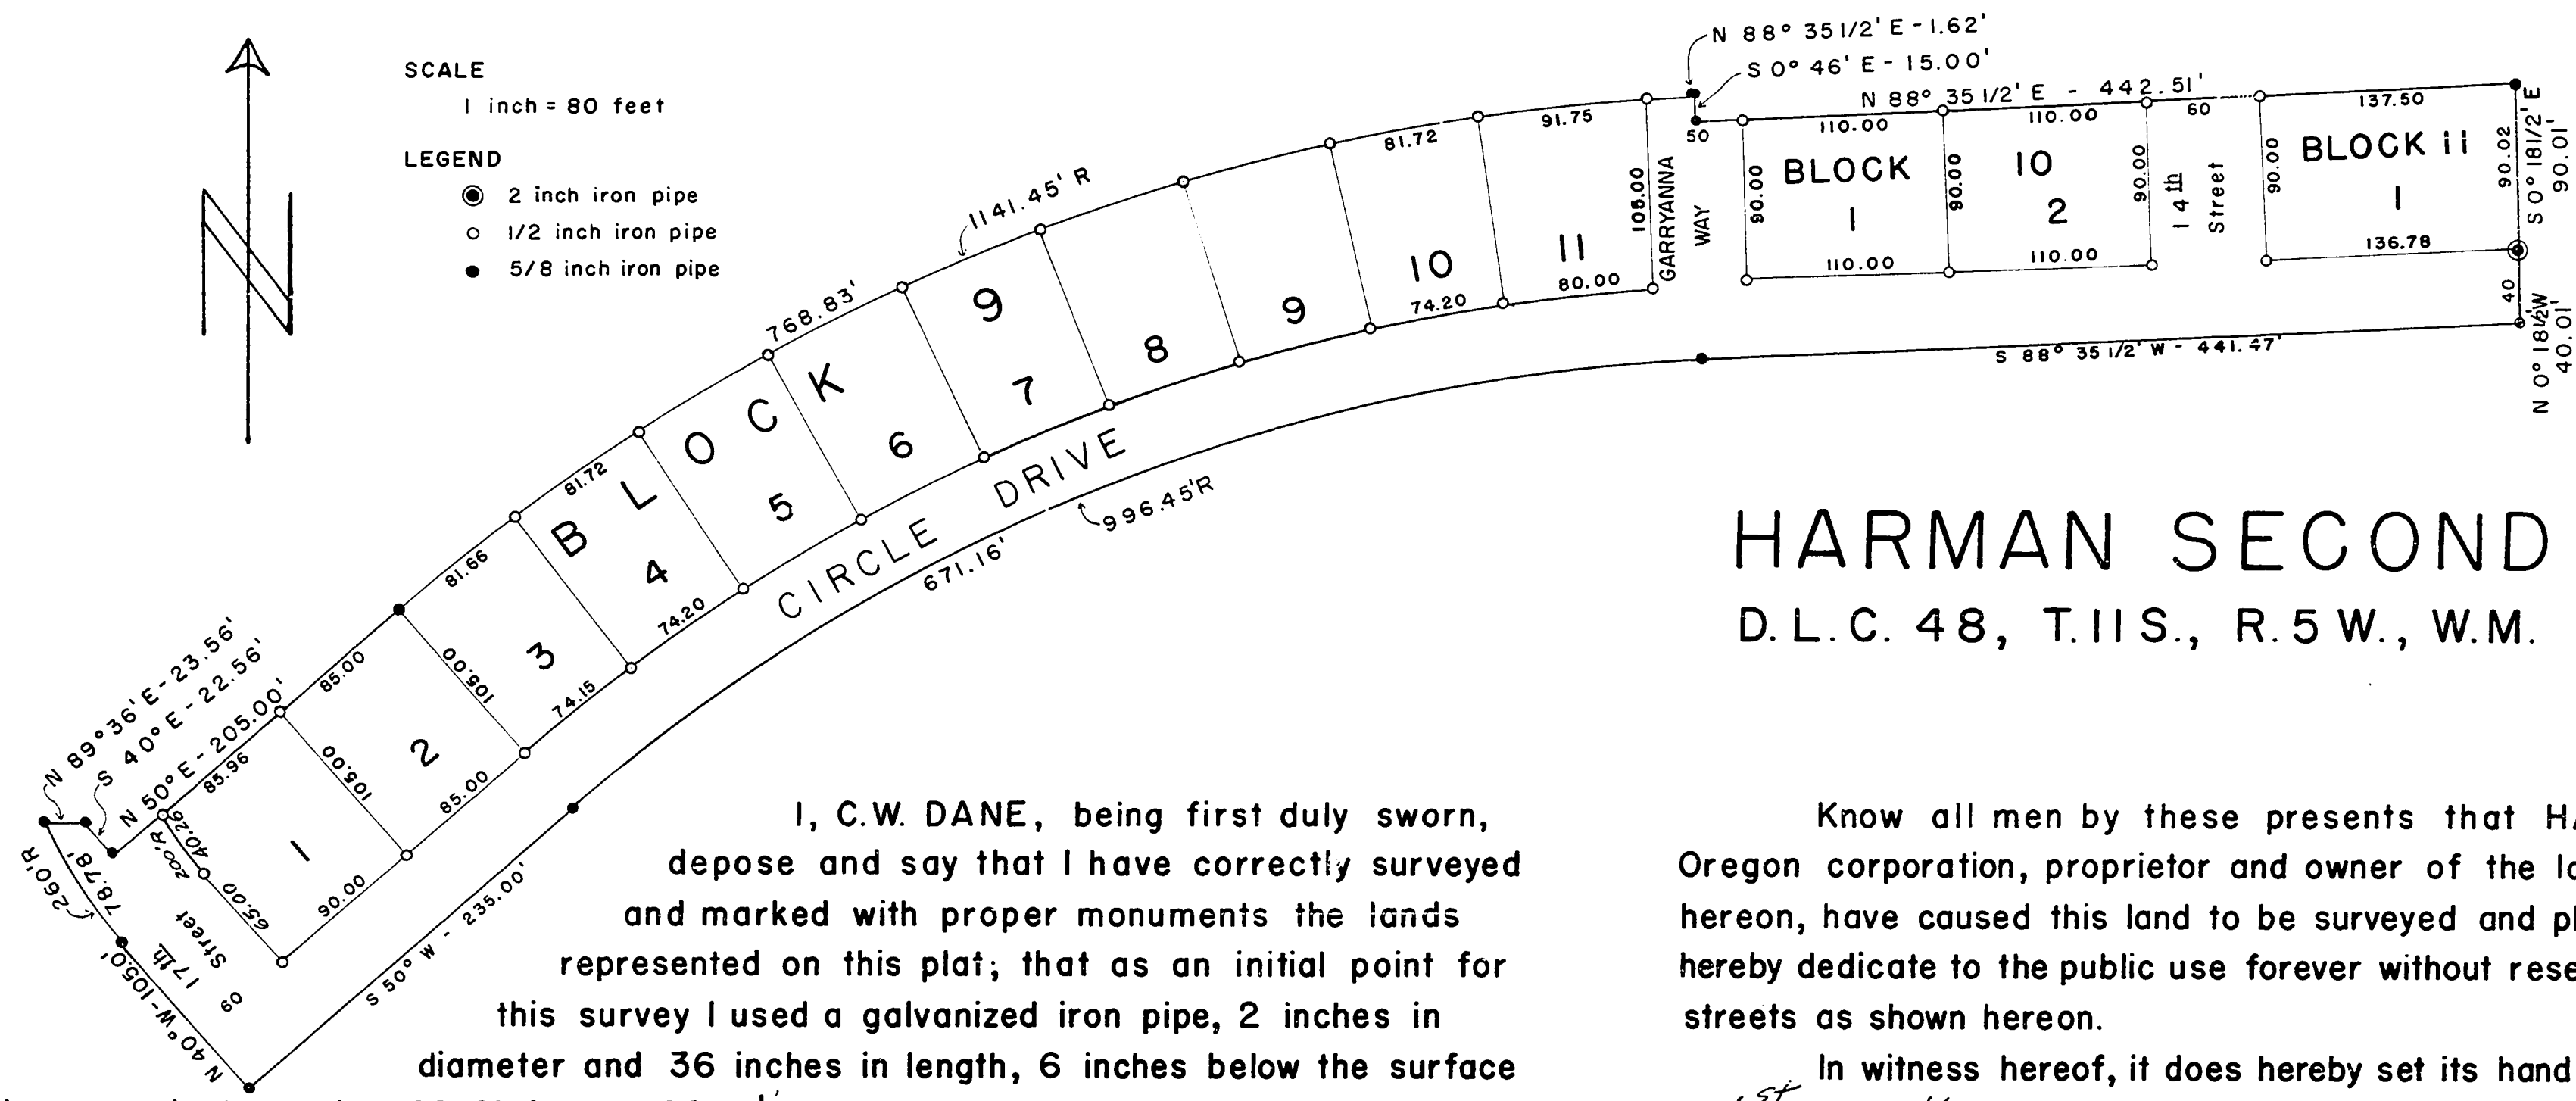 SCALE
1 inch = 80 feet
LEGEND
2 inch iron pipe
1/2 inch iron pipe
5/8 inch iron pipe
N 88° 35 1/2' E - 1.62'
S 0° 46' E - 15.00'
N 88° 35 1/2' E - 442.51'
50
110.00
110.00
60
137.50
BLOCK
10
BLOCK 11
1
2
1
90.00
90.00
90.00
90.00
90.02
S 0° 18 1/2' E
90.01'
14th
Street
110.00
110.00
136.78
40
N 0° 18 1/2' W
40.01'
S 88° 35 1/2' W - 441.47'
GARRYANNA
WAY
105.00
91.75
81.72
11
80.00
10
74.20
1141.45' R
768.83'
BLOCK
9
9
8
7
6
5
4
3
2
1
81.72
81.66
85.00
85.96
74.20
74.15
85.00
90.00
105.00
105.00
CIRCLE DRIVE
996.45'R
671.16'
N 89° 36' E - 23.56'
S 40° E - 22.56'
N 50° E - 205.00'
200'R
40.26
65.00
260'R
78.78'
17th
Street
60
N 40° W - 105.0'
S 50° W - 235.00'
HARMAN SECOND
D.L.C. 48, T.11S., R.5W., W.M.
I, C.W. DANE, being first duly sworn,
depose and say that I have correctly surveyed
and marked with proper monuments the lands
represented on this plat; that as an initial point for
this survey I used a galvanized iron pipe, 2 inches in
diameter and 36 inches in length, 6 inches below the surface
Know all men by these presents that
Oregon corporation, proprietor and owner of the
hereon, have caused this land to be surveyed and
hereby dedicate to the public use forever without
streets as shown hereon.
In witness hereof, it does hereby set its hand
st